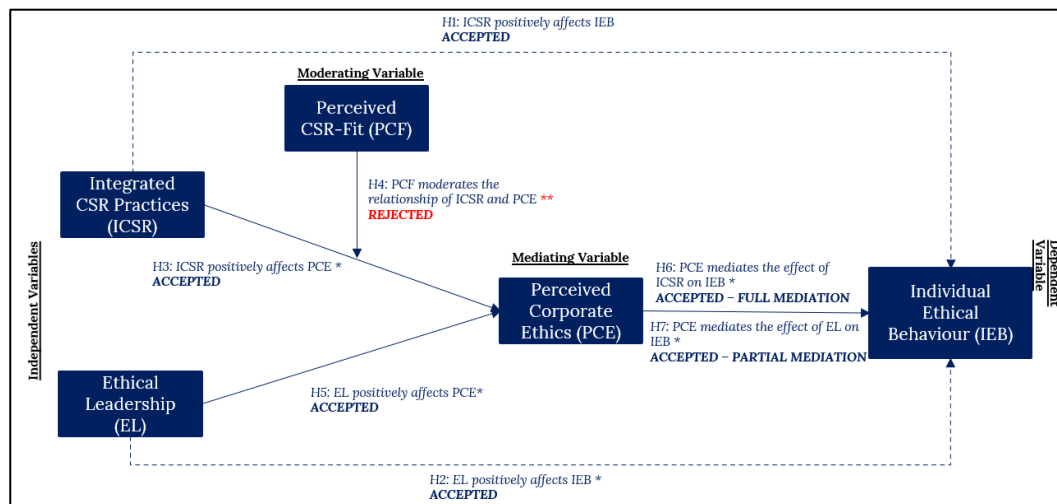 H1: ICSR positively affects IEB
ACCEPTED
Moderating Variable
Perceived
CSR-Fit (PCF)
Integrated
CSR Practices
(ICSR)
H4: PCF moderates the
relationship of ICSR and PCE **
REJECTED
Independent Variables
H3: ICSR positively affects PCE *
ACCEPTED
Mediating Variable
Perceived
Corporate
Ethics (PCE)
H6: PCE mediates the effect of
ICSR on IEB *
ACCEPTED – FULL MEDIATION
H7: PCE mediates the effect of EL on
IEB *
ACCEPTED – PARTIAL MEDIATION
Individual
Ethical
Behaviour (IEB)
Dependent
Variable
Ethical
Leadership
(EL)
H5: EL positively affects PCE*
ACCEPTED
H2: EL positively affects IEB *
ACCEPTED